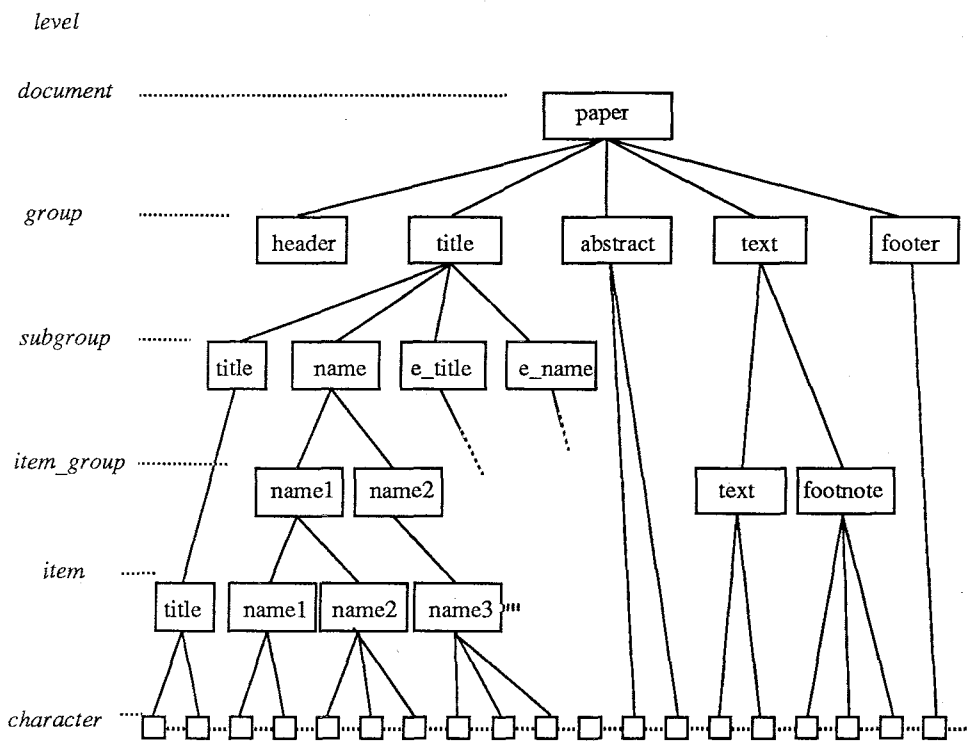 level
document
paper
group
header title abstract text footer
subgroup
title name e_title e_name
item_group
name1 name2 text footnote
item
title name1 name2 name3
character